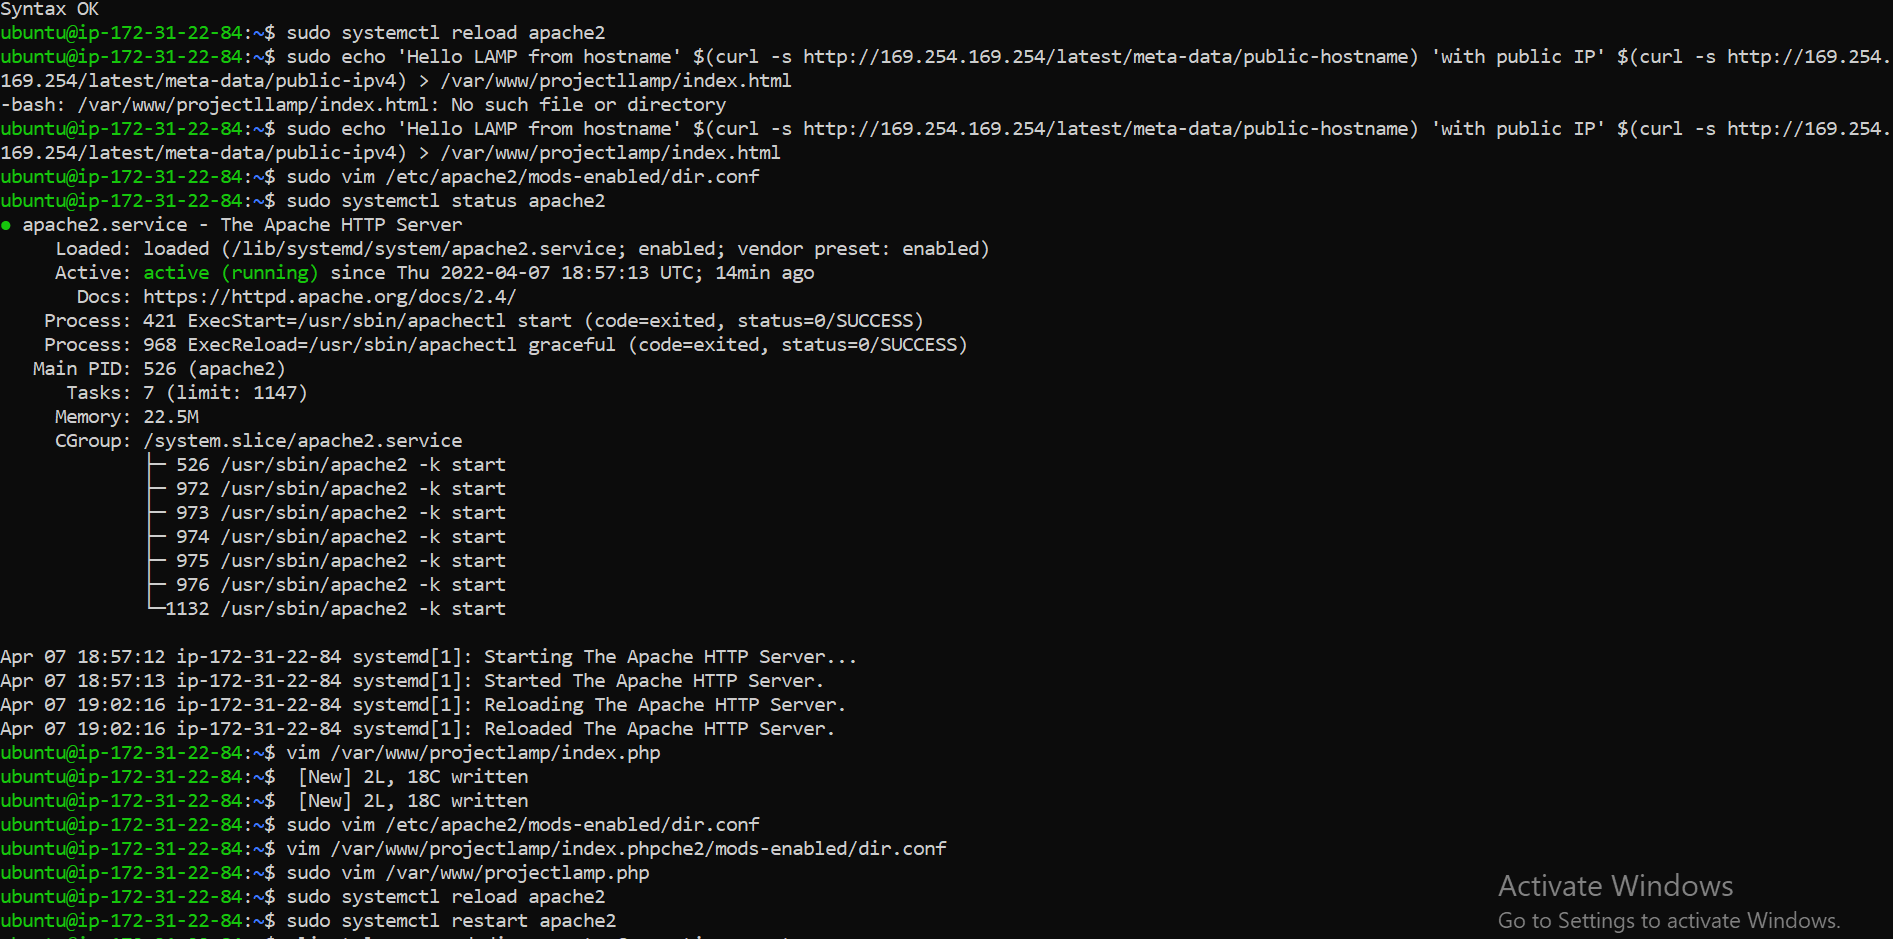 Syntax OK
ubuntu@ip-172-31-22-84:~$ sudo systemctl reload apache2
ubuntu@ip-172-31-22-84:~$ sudo echo 'Hello LAMP from hostname' $(curl -s http://169.254.169.254/latest/meta-data/public-hostname) 'with public IP' $(curl -s http://169.254.
169.254/latest/meta-data/public-ipv4) > /var/www/projectllamp/index.html
-bash: /var/www/projectllamp/index.html: No such file or directory
ubuntu@ip-172-31-22-84:~$ sudo echo 'Hello LAMP from hostname' $(curl -s http://169.254.169.254/latest/meta-data/public-hostname) 'with public IP' $(curl -s http://169.254.
169.254/latest/meta-data/public-ipv4) > /var/www/projectlamp/index.html
ubuntu@ip-172-31-22-84:~$ sudo vim /etc/apache2/mods-enabled/dir.conf
ubuntu@ip-172-31-22-84:~$ sudo systemctl status apache2
● apache2.service - The Apache HTTP Server
Loaded: loaded (/lib/systemd/system/apache2.service; enabled; vendor preset: enabled)
Active: active (running) since Thu 2022-04-07 18:57:13 UTC; 14min ago
Docs: https://httpd.apache.org/docs/2.4/
Process: 421 ExecStart=/usr/sbin/apachectl start (code=exited, status=0/SUCCESS)
Process: 968 ExecReload=/usr/sbin/apachectl graceful (code=exited, status=0/SUCCESS)
Main PID: 526 (apache2)
Tasks: 7 (limit: 1147)
Memory: 22.5M
CGroup: /system.slice/apache2.service
├─ 526 /usr/sbin/apache2 -k start
├─ 972 /usr/sbin/apache2 -k start
├─ 973 /usr/sbin/apache2 -k start
├─ 974 /usr/sbin/apache2 -k start
├─ 975 /usr/sbin/apache2 -k start
├─ 976 /usr/sbin/apache2 -k start
└─1132 /usr/sbin/apache2 -k start
Apr 07 18:57:12 ip-172-31-22-84 systemd[1]: Starting The Apache HTTP Server...
Apr 07 18:57:13 ip-172-31-22-84 systemd[1]: Started The Apache HTTP Server.
Apr 07 19:02:16 ip-172-31-22-84 systemd[1]: Reloading The Apache HTTP Server.
Apr 07 19:02:16 ip-172-31-22-84 systemd[1]: Reloaded The Apache HTTP Server.
ubuntu@ip-172-31-22-84:~$ vim /var/www/projectlamp/index.php
ubuntu@ip-172-31-22-84:~$  [New] 2L, 18C written
ubuntu@ip-172-31-22-84:~$  [New] 2L, 18C written
ubuntu@ip-172-31-22-84:~$ sudo vim /etc/apache2/mods-enabled/dir.conf
ubuntu@ip-172-31-22-84:~$ vim /var/www/projectlamp/index.phpche2/mods-enabled/dir.conf
ubuntu@ip-172-31-22-84:~$ sudo vim /var/www/projectlamp.php
ubuntu@ip-172-31-22-84:~$ sudo systemctl reload apache2
ubuntu@ip-172-31-22-84:~$ sudo systemctl restart apache2
Activate Windows
Go to Settings to activate Windows.